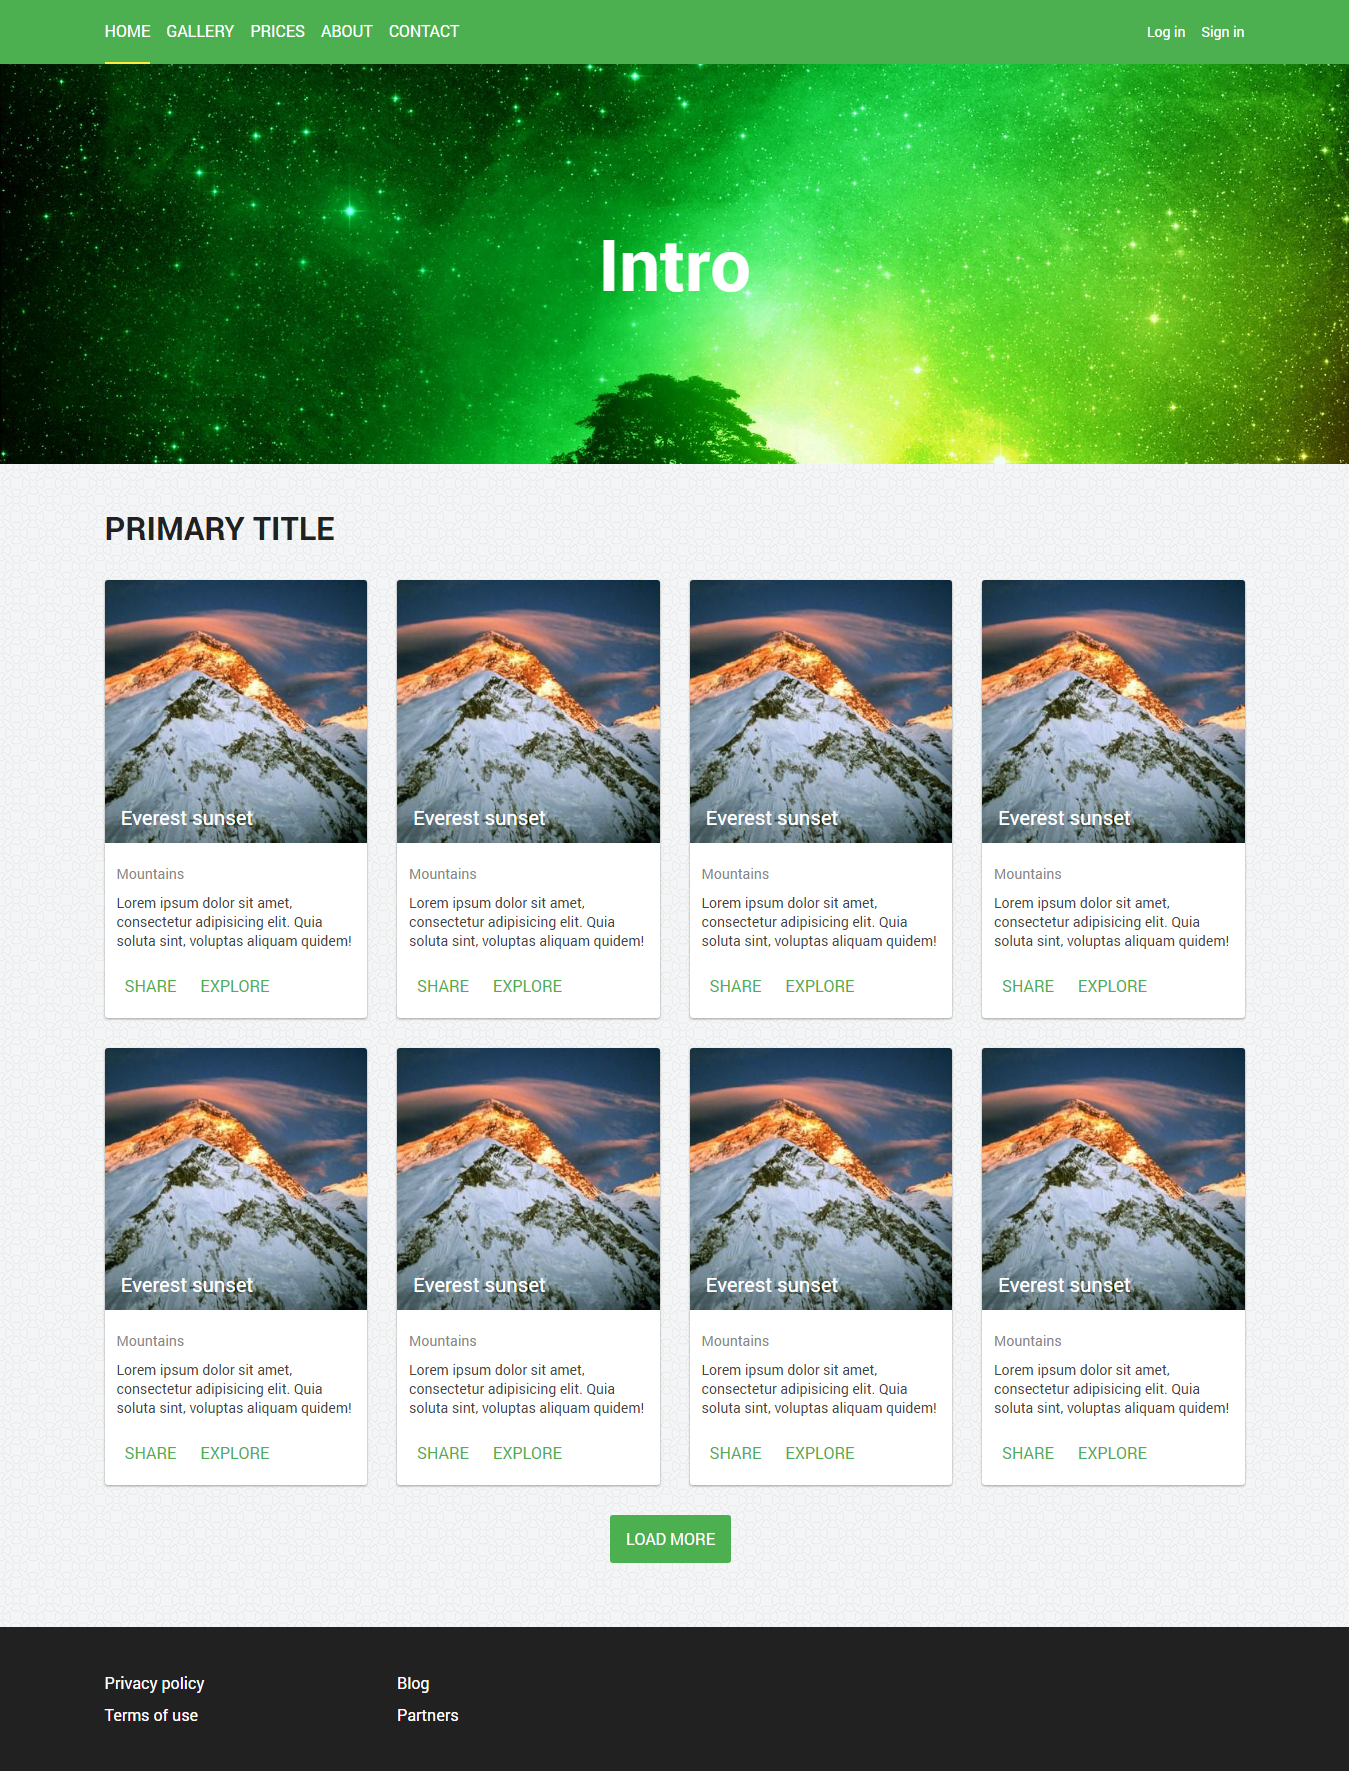 HOME GALLERY PRICES ABOUT CONTACT Log in Sign in
Intro
PRIMARY TITLE
Everest sunset
Mountains
Lorem ipsum dolor sit amet,
consectetur adipisicing elit. Quia
soluta sint, voluptas aliquam quidem!
SHARE EXPLORE
Everest sunset
Mountains
Lorem ipsum dolor sit amet,
consectetur adipisicing elit. Quia
soluta sint, voluptas aliquam quidem!
SHARE EXPLORE
Everest sunset
Mountains
Lorem ipsum dolor sit amet,
consectetur adipisicing elit. Quia
soluta sint, voluptas aliquam quidem!
SHARE EXPLORE
Everest sunset
Mountains
Lorem ipsum dolor sit amet,
consectetur adipisicing elit. Quia
soluta sint, voluptas aliquam quidem!
SHARE EXPLORE
Everest sunset
Mountains
Lorem ipsum dolor sit amet,
consectetur adipisicing elit. Quia
soluta sint, voluptas aliquam quidem!
SHARE EXPLORE
Everest sunset
Mountains
Lorem ipsum dolor sit amet,
consectetur adipisicing elit. Quia
soluta sint, voluptas aliquam quidem!
SHARE EXPLORE
Everest sunset
Mountains
Lorem ipsum dolor sit amet,
consectetur adipisicing elit. Quia
soluta sint, voluptas aliquam quidem!
SHARE EXPLORE
Everest sunset
Mountains
Lorem ipsum dolor sit amet,
consectetur adipisicing elit. Quia
soluta sint, voluptas aliquam quidem!
SHARE EXPLORE
LOAD MORE
Privacy policy
Terms of use
Blog
Partners